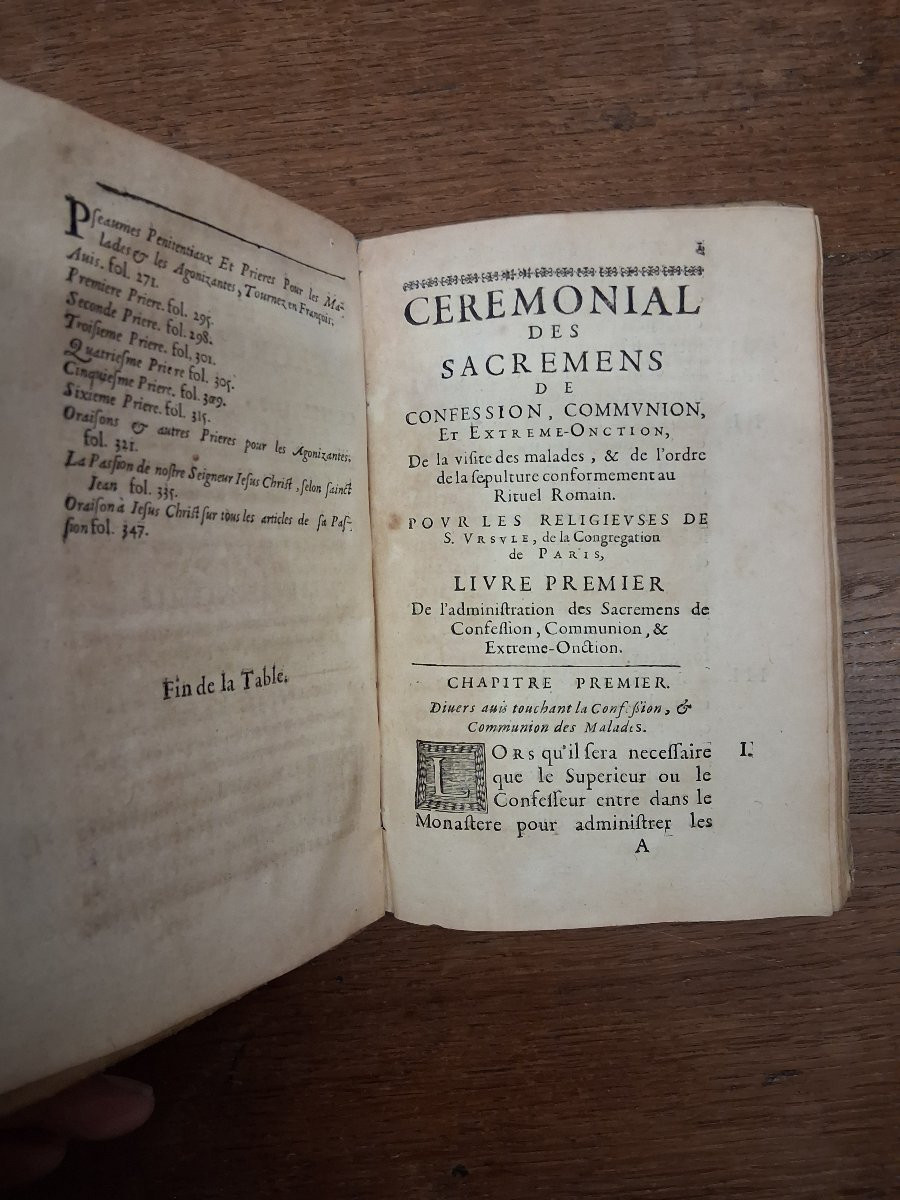 Pſeaumes Penitentiaux Et Prieres Pour les Ma-
lades & les Agonizantes, Tournez en François.
Auis. fol. 271.
Premiere Priere. fol. 295.
Seconde Priere. fol. 298.
Troiſieme Priere. fol. 301.
Quatrieſme Priere fol. 305.
Cinquieſme Priere. fol. 309.
Sixieme Priere. fol. 315.
Oraiſons & autres Prieres pour les Agonizantes.
fol. 321.
La Paſſion de noſtre Seigneur Ieſus Chriſt, ſelon ſainct
Jean fol. 335.
Oraiſon à Ieſus Chriſt ſur tous les articles de ſa Paſ-
ſion fol. 347.
Fin de la Table.
CEREMONIAL
DES
SACREMENS
DE
CONFESSION, COMMVNION,
ET EXTREME-ONCTION,
De la viſite des malades, & de l'ordre
de la ſepulture conformement au
Rituel Romain.
POVR LES RELIGIEVSES DE
S. VRSVLE, de la Congregation
de PARIS,
LIVRE PREMIER
De l'adminiſtration des Sacremens de
Confeſſion, Communion, &
Extreme-Onction.
CHAPITRE PREMIER.
Diuers auis touchant la Confeſſion, &
Communion des Malades.
LORS qu'il ſera neceſſaire I.
que le Superieur ou le
Confeſſeur entre dans le
Monaſtere pour adminiſtrer les
A